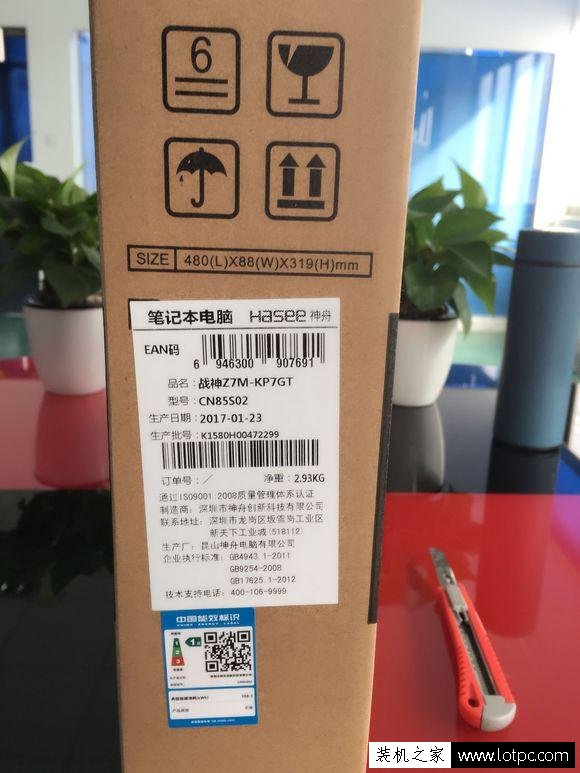 6
SIZE 480(L)X88(W)X319(H)mm
笔记本电脑 Hasee 神舟
EAN码
6 946300 907691
品名: 战神Z7M-KP7GT
型号: CN85S02
生产日期: 2017-01-23
生产批号: K1580H00472299
订单号: / 净重: 2.93KG
通过ISO9001:2008质量管理体系认证
制造商: 深圳市神舟创新科技有限公司
联系地址: 深圳市龙岗区坂雪岗工业区
新天下工业城(518112)
生产厂: 昆山神舟电脑有限公司
企业执行标准: GB4943.1-2011
GB9254-2008
GB17625.1-2012
技术支持电话: 400-106-9999
中国能效标识
CHINA ENERGY LABEL
1
2
3
装机之家 www.lotpc.com